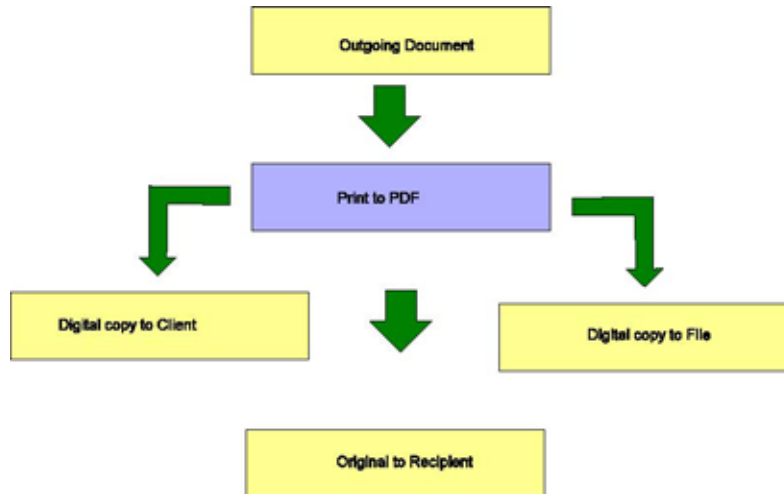 Outgoing Document
Print to PDF
Digital copy to Client
Digital copy to File
Original to Recipient